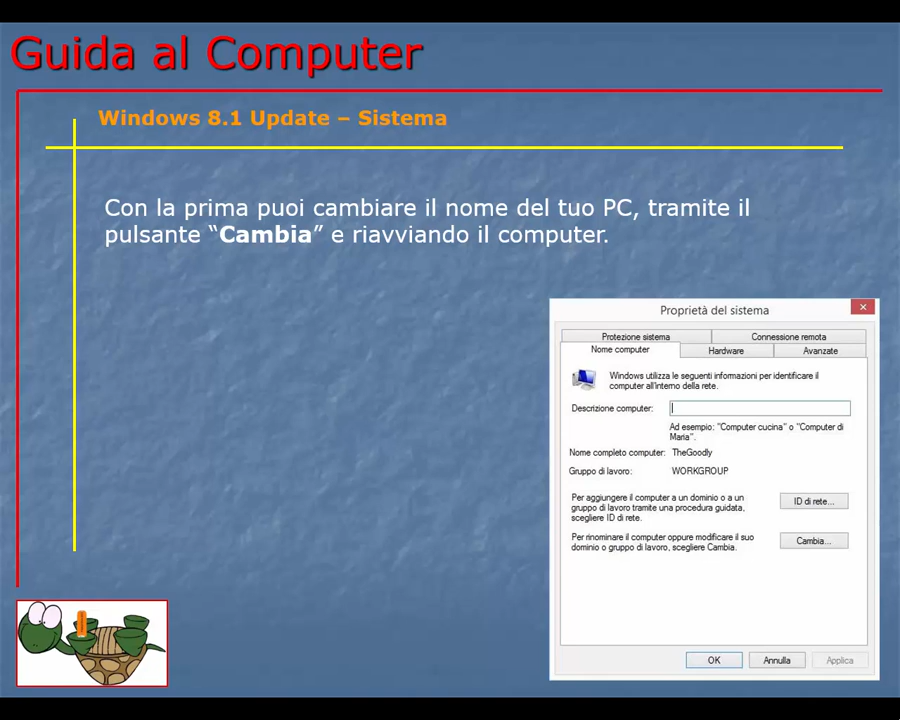 Guida al Computer
Windows 8.1 Update – Sistema
Con la prima puoi cambiare il nome del tuo PC, tramite il
pulsante “Cambia” e riavviando il computer.
Proprietà del sistema
Protezione sistema
Connessione remota
Nome computer
Hardware
Avanzate
Windows utilizza le seguenti informazioni per identificare il
computer all'interno della rete.
Descrizione computer:
Ad esempio: "Computer cucina" o "Computer di
Maria".
Nome completo computer: TheGoodly
Gruppo di lavoro: WORKGROUP
Per aggiungere il computer a un dominio o a un
gruppo di lavoro tramite una procedura guidata,
scegliere ID di rete.
ID di rete...
Per rinominare il computer oppure modificare il suo
dominio o gruppo di lavoro, scegliere Cambia.
Cambia...
OK
Annulla
Applica